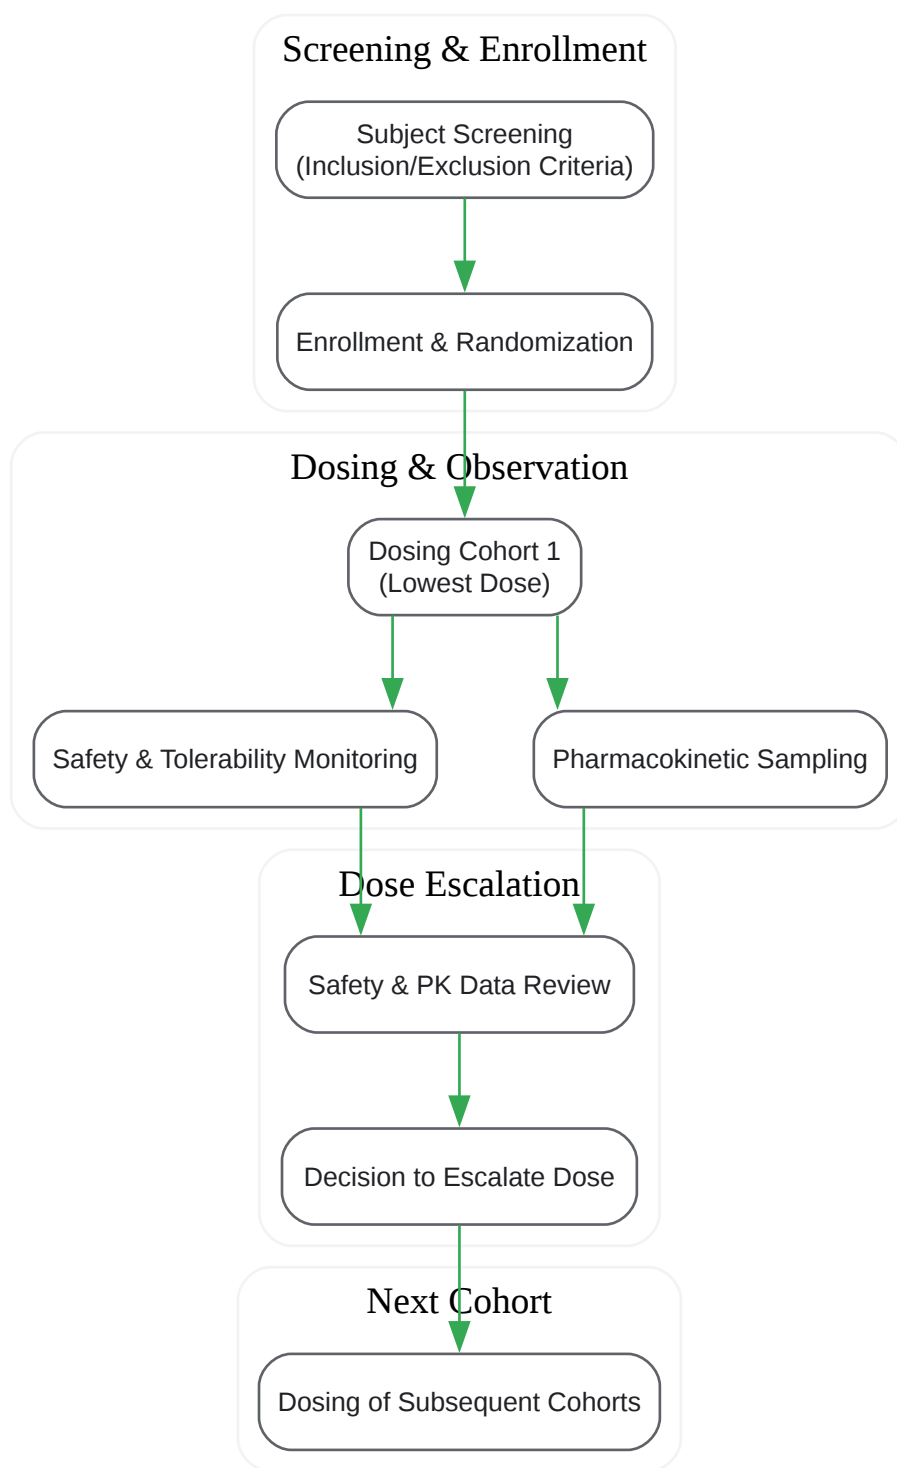 Screening & Enrollment
Subject Screening
(Inclusion/Exclusion Criteria)
Enrollment & Randomization
Dosing & Observation
Dosing Cohort 1
(Lowest Dose)
Safety & Tolerability Monitoring
Pharmacokinetic Sampling
Dose Escalation
Safety & PK Data Review
Decision to Escalate Dose
Next Cohort
Dosing of Subsequent Cohorts